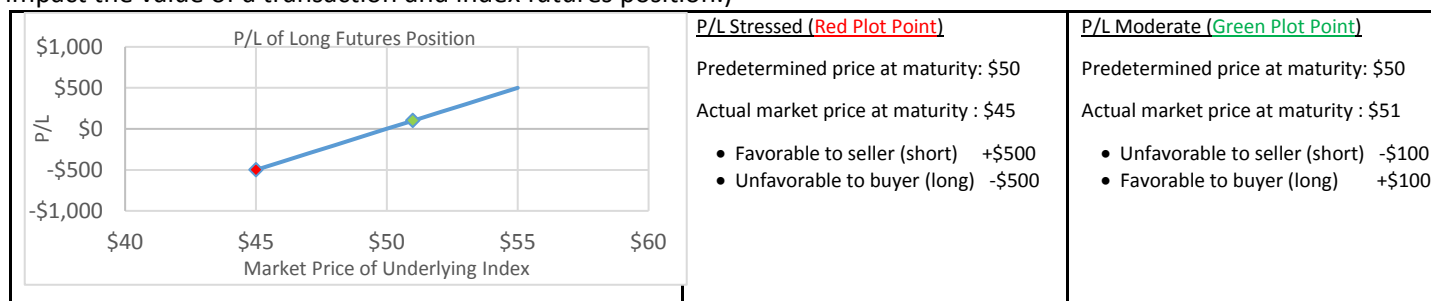 impact the value of a transaction and index futures position.)
P/L of Long Futures Position
$1,000
$500
$0
-$500
-$1,000
P/L
$40 $45 $50 $55 $60
Market Price of Underlying Index
P/L Stressed (Red Plot Point)
Predetermined price at maturity: $50
Actual market price at maturity : $45
• Favorable to seller (short) +$500
• Unfavorable to buyer (long) -$500
P/L Moderate (Green Plot Point)
Predetermined price at maturity: $50
Actual market price at maturity : $51
• Unfavorable to seller (short) -$100
• Favorable to buyer (long) +$100